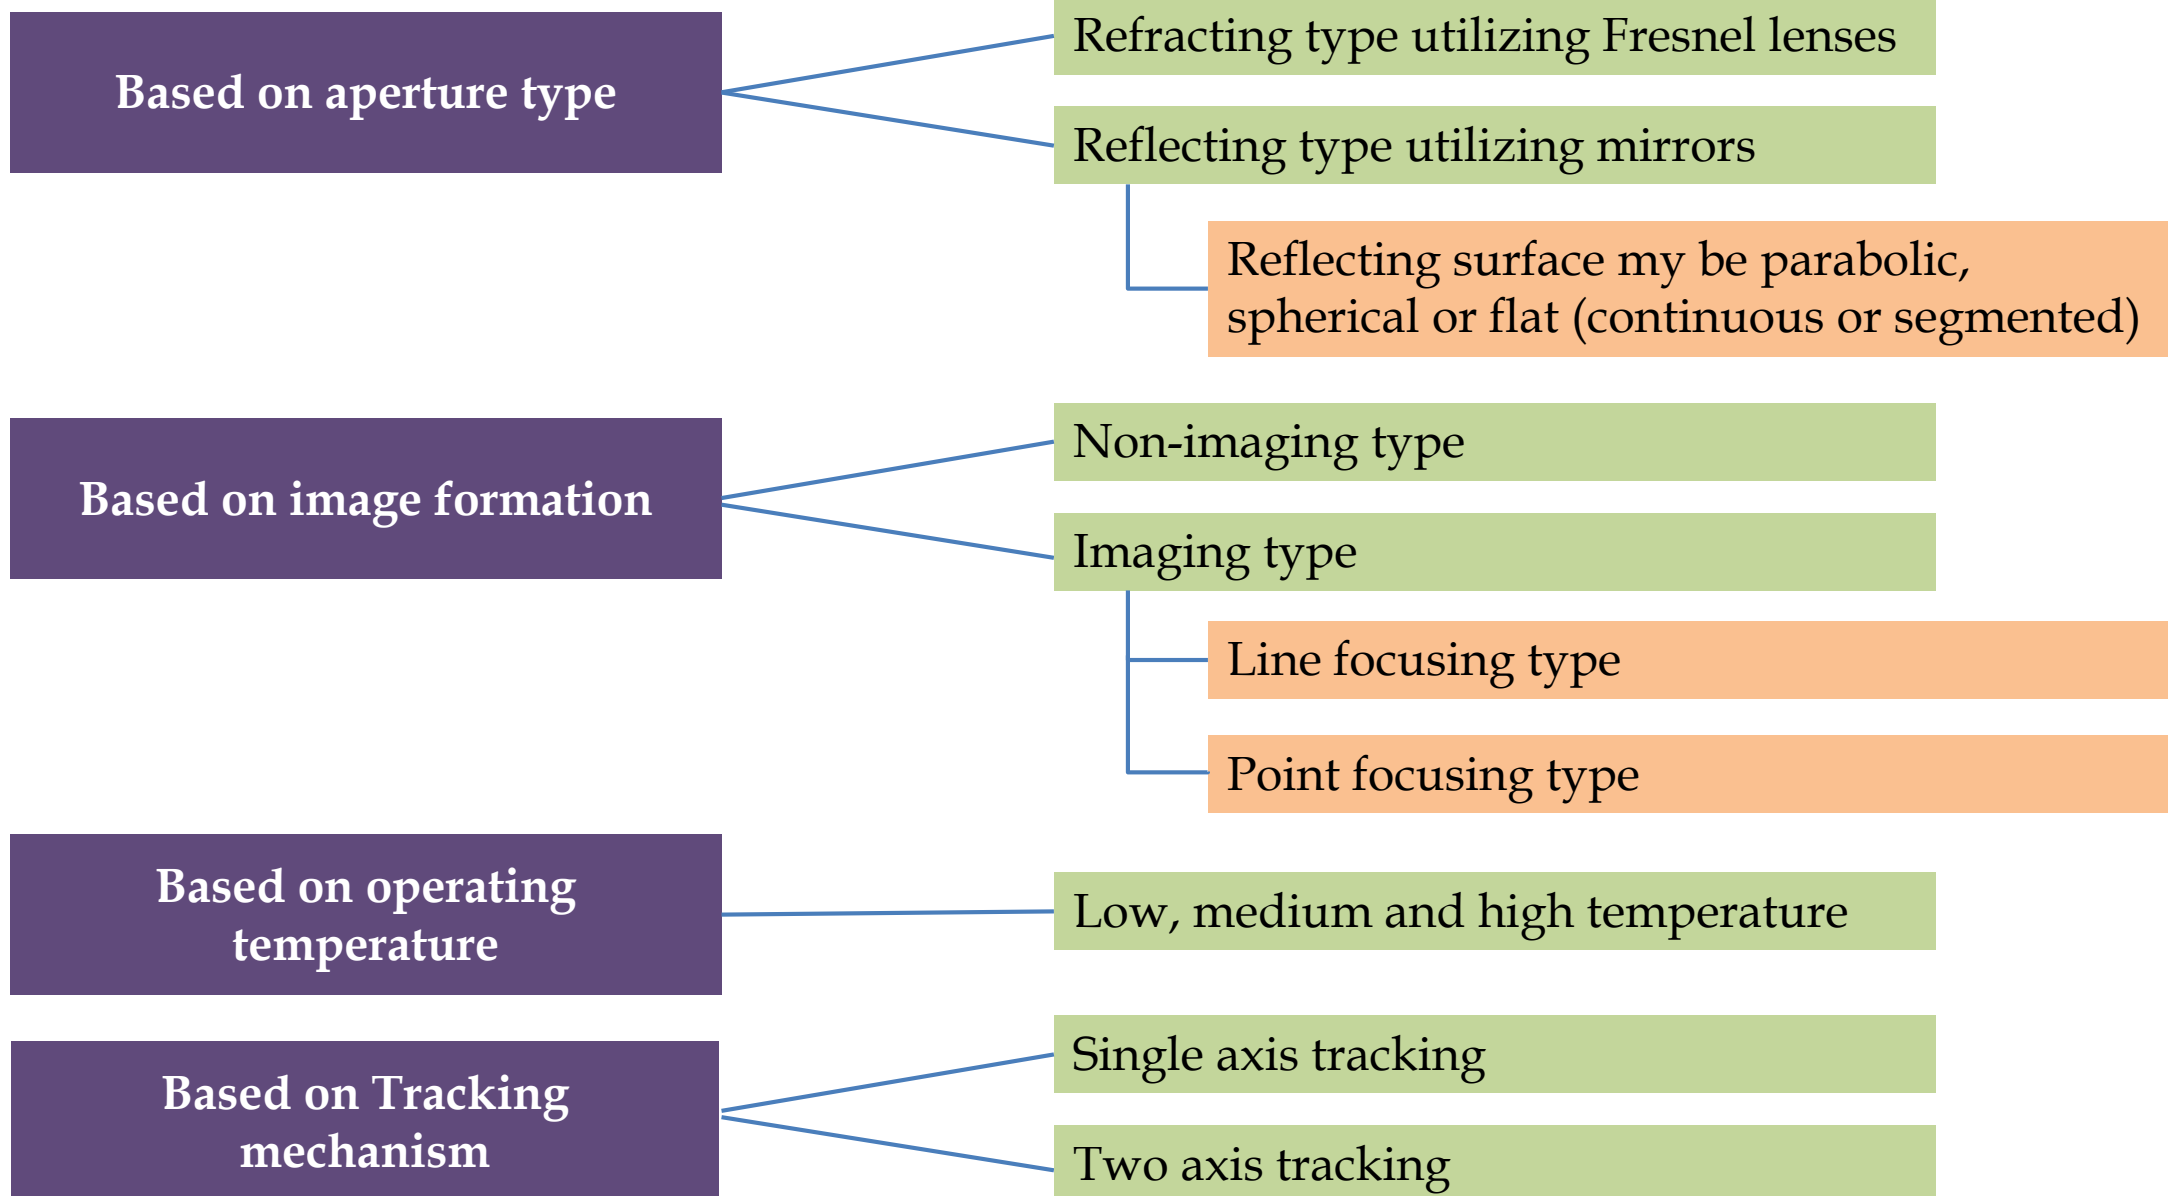 Based on aperture type
Refracting type utilizing Fresnel lenses
Reflecting type utilizing mirrors
Reflecting surface my be parabolic,
spherical or flat (continuous or segmented)
Based on image formation
Non-imaging type
Imaging type
Line focusing type
Point focusing type
Based on operating
temperature
Low, medium and high temperature
Based on Tracking
mechanism
Single axis tracking
Two axis tracking